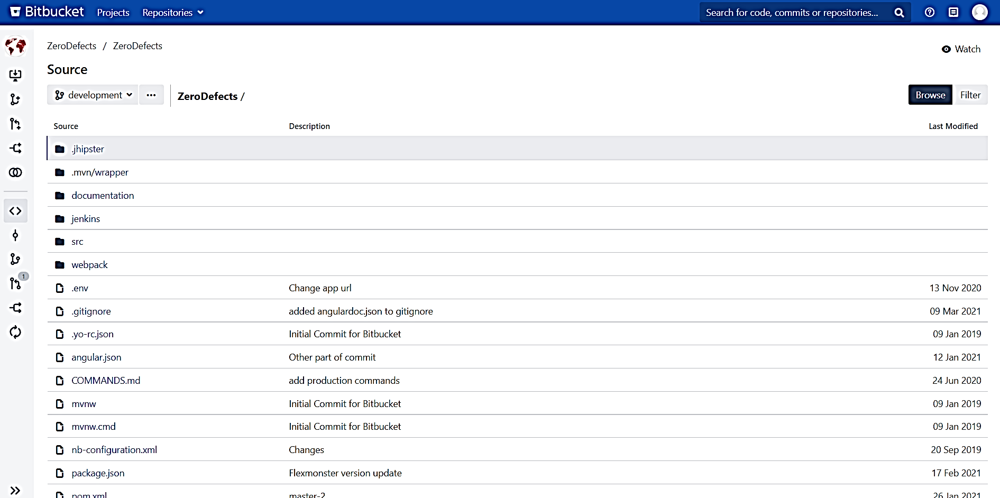 Bitbucket Projects Repositories Search for code, commits or repositories...
ZeroDefects / ZeroDefects
Watch
Source
development ··· ZeroDefects / Browse Filter
Source Description Last Modified
.jhipster
.mvn/wrapper
documentation
jenkins
src
webpack
.env Change app url 13 Nov 2020
.gitignore added angulardoc.json to gitignore 09 Mar 2021
.yo-rc.json Initial Commit for Bitbucket 09 Jan 2019
1
angular.json Other part of commit 12 Jan 2021
COMMANDS.md add production commands 24 Jun 2020
mvnw Initial Commit for Bitbucket 09 Jan 2019
mvnw.cmd Initial Commit for Bitbucket 09 Jan 2019
nb-configuration.xml Changes 20 Sep 2019
package.json Flexmonster version update 17 Feb 2021
pom.xml master-2 26 Jan 2021